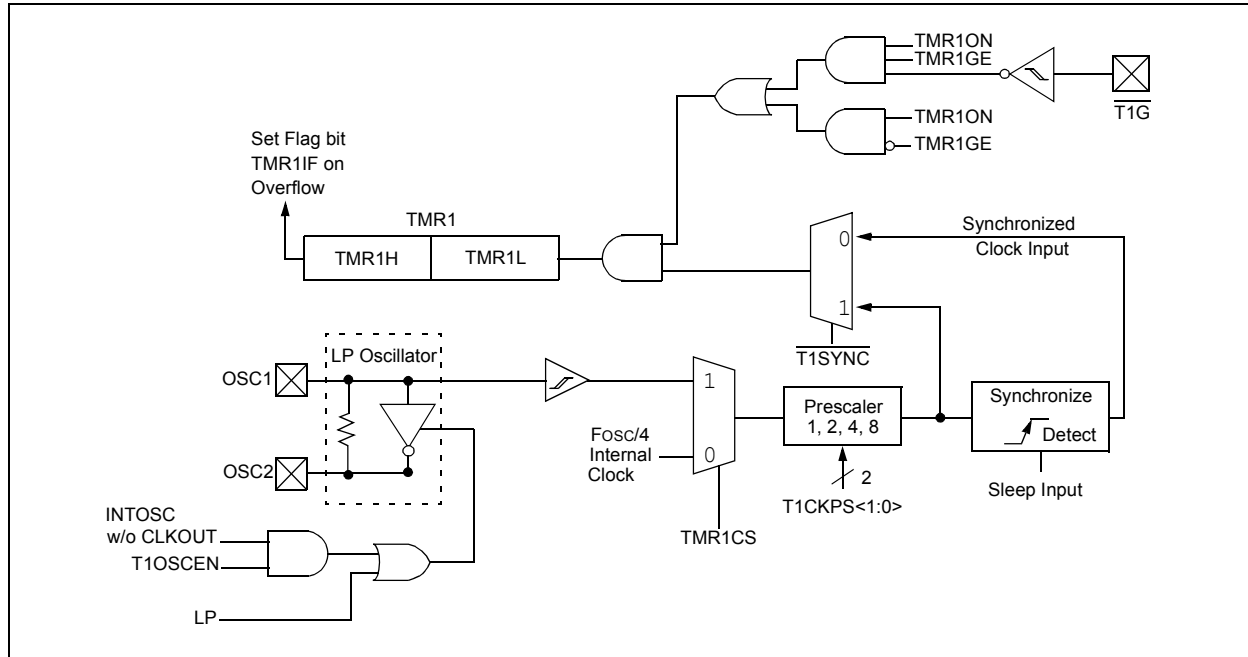 TMR1ON
TMR1GE
T1G
TMR1ON
TMR1GE
Set Flag bit
TMR1IF on
Overflow
TMR1
TMR1H
TMR1L
0
1
T1SYNC
Synchronized
Clock Input
LP Oscillator
OSC1
OSC2
1
0
FOSC/4
Internal
Clock
TMR1CS
Prescaler
1, 2, 4, 8
2
T1CKPS<1:0>
Synchronize
Detect
Sleep Input
INTOSC
w/o CLKOUT
T1OSCEN
LP